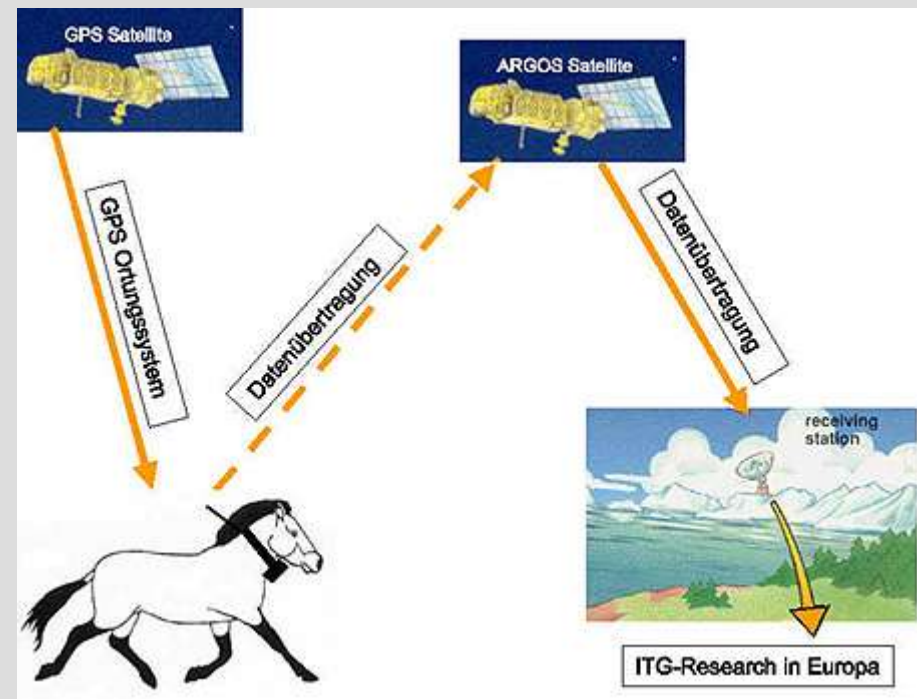 GPS Satellite
ARGOS Satellite
GPS Ortungssystem
Datenübertragung
Datenübertragung
receiving
station
ITG-Research in Europa